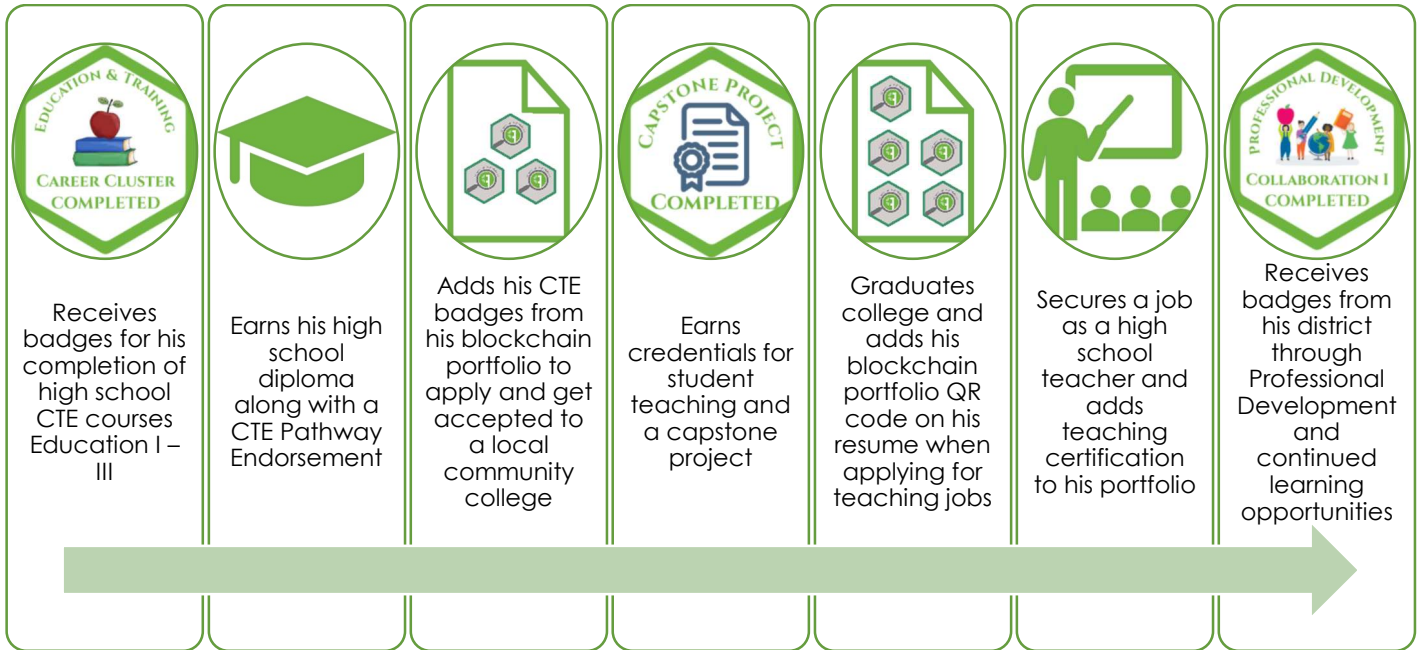 EDUCATION & TRAINING
CAREER CLUSTER
COMPLETED
Receives
badges for his
completion of
high school
CTE courses
Education I –
III
Earns his high
school
diploma
along with a
CTE Pathway
Endorsement
Adds his CTE
badges from
his blockchain
portfolio to
apply and get
accepted to
a local
community
college
CAPSTONE PROJECT
COMPLETED
Earns
credentials for
student
teaching and
a capstone
project
Graduates
college and
adds his
blockchain
portfolio QR
code on his
resume when
applying for
teaching jobs
Secures a job
as a high
school
teacher and
adds
teaching
certification
to his portfolio
PROFESSIONAL DEVELOPMENT
COLLABORATION I
COMPLETED
Receives
badges from
his district
through
Professional
Development
and
continued
learning
opportunities